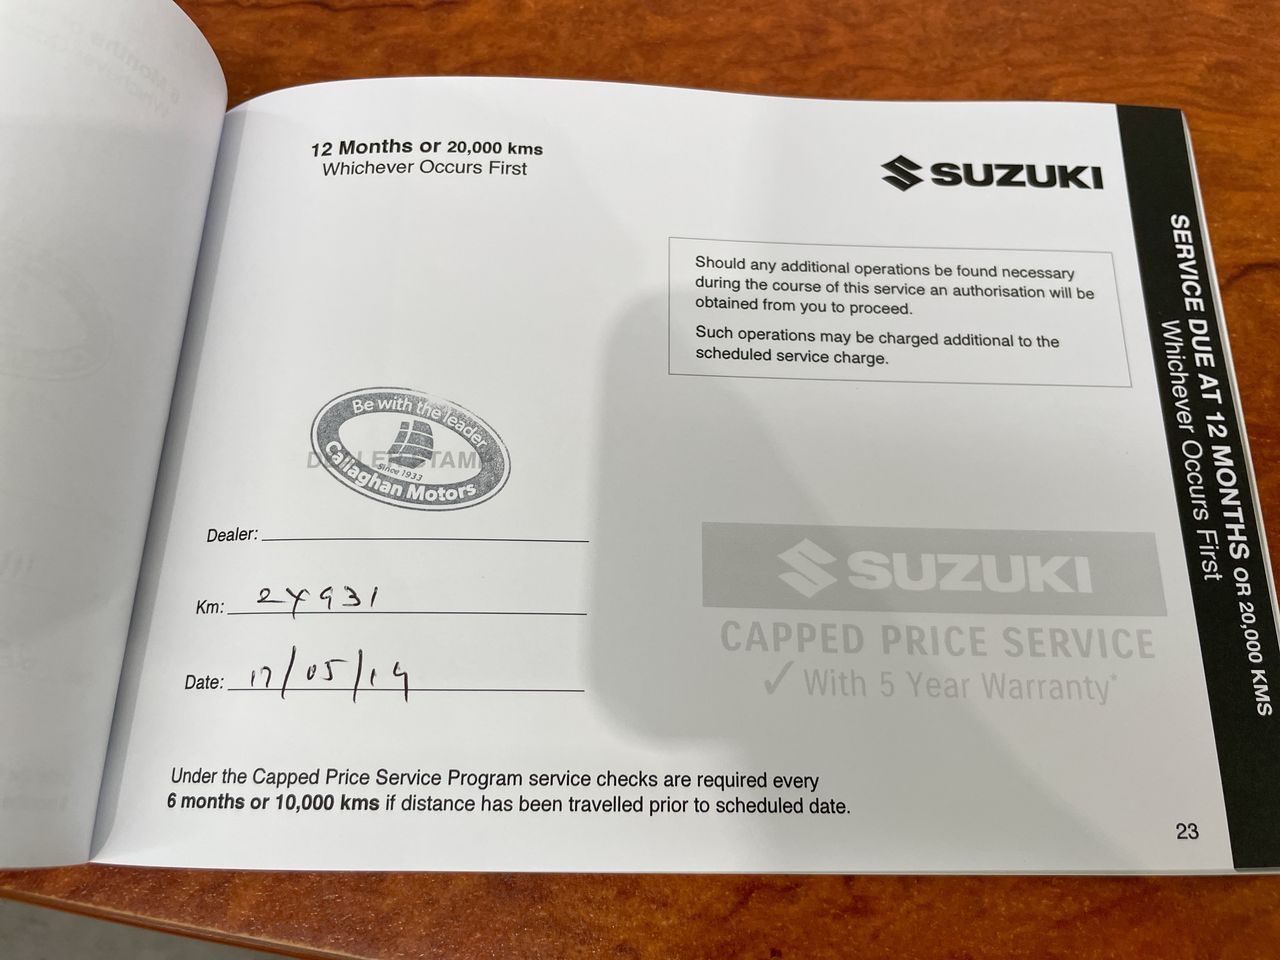 12 Months or 20,000 kms
Whichever Occurs First
SUZUKI
Should any additional operations be found necessary
during the course of this service an authorisation will be
obtained from you to proceed.
Such operations may be charged additional to the
scheduled service charge.
Be with the leader
Since 1933
Callaghan Motors
Dealer:
Km: 24931
Date: 17/05/19
SUZUKI
CAPPED PRICE SERVICE
✓ With 5 Year Warranty*
Under the Capped Price Service Program service checks are required every
6 months or 10,000 kms if distance has been travelled prior to scheduled date.
23
SERVICE DUE AT 12 MONTHS OR 20,000 KMS
Whichever Occurs First